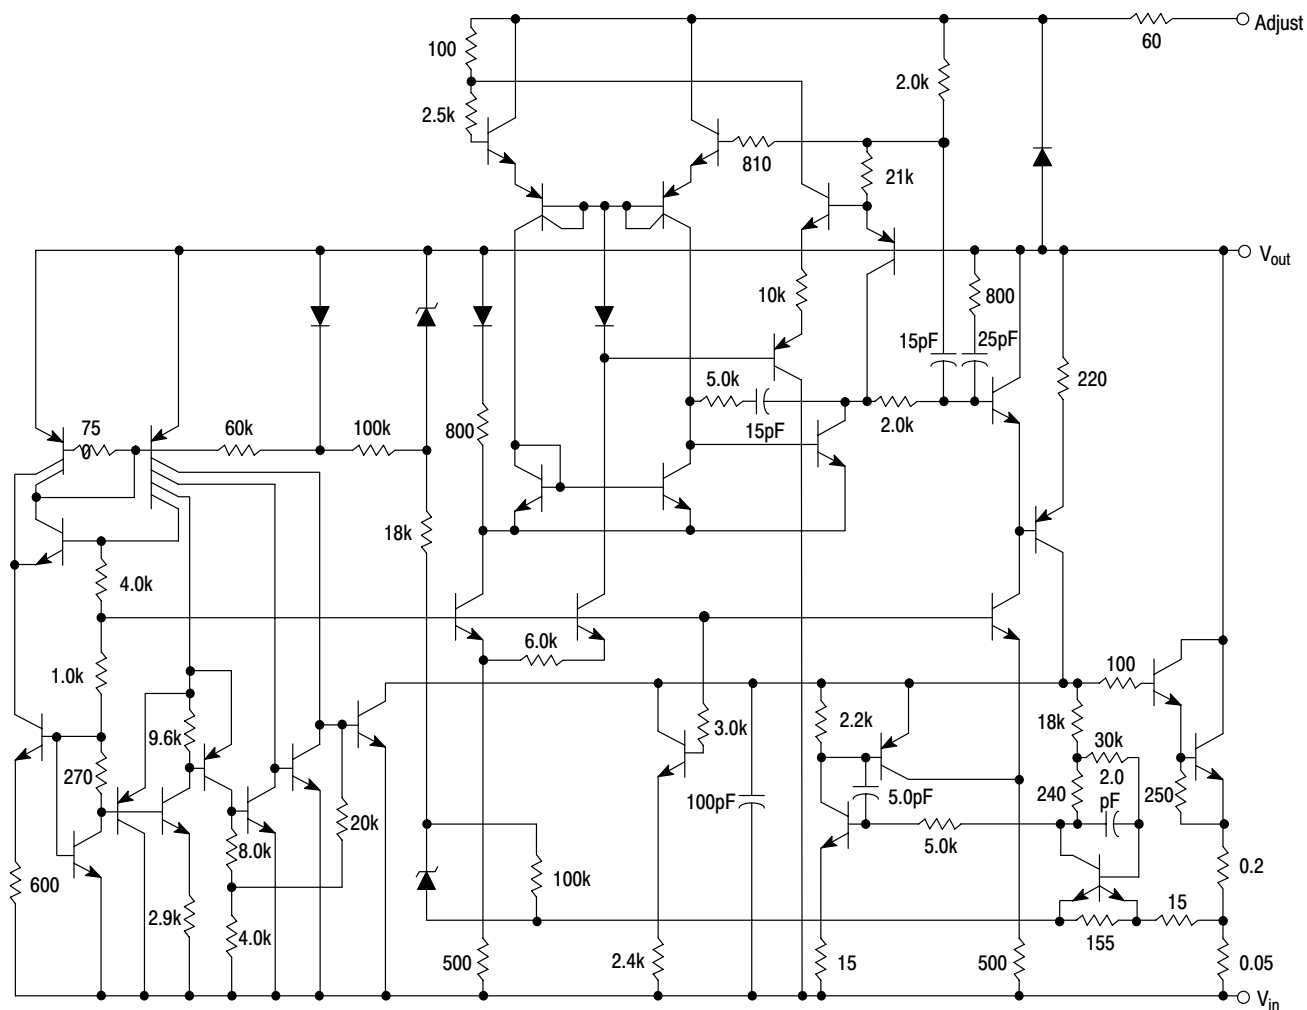 Adjust
60
100
2.0k
2.5k
810
21k
V_out
10k
800
15pF
25pF
220
5.0k
15pF
2.0k
75
0
60k
100k
800
18k
4.0k
6.0k
1.0k
100
3.0k
2.2k
18k
9.6k
30k
270
2.0
pF
100pF
5.0pF
240
250
20k
8.0k
5.0k
600
100k
0.2
2.9k
4.0k
15
155
500
2.4k
15
500
0.05
V_in